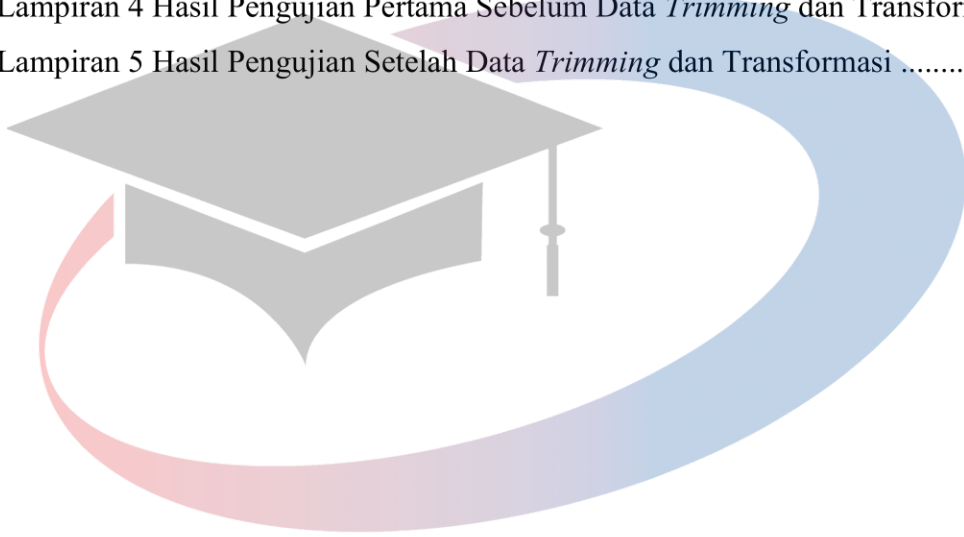 Lampiran 4 Hasil Pengujian Pertama Sebelum Data Trimming dan Transfor
Lampiran 5 Hasil Pengujian Setelah Data Trimming dan Transformasi ........